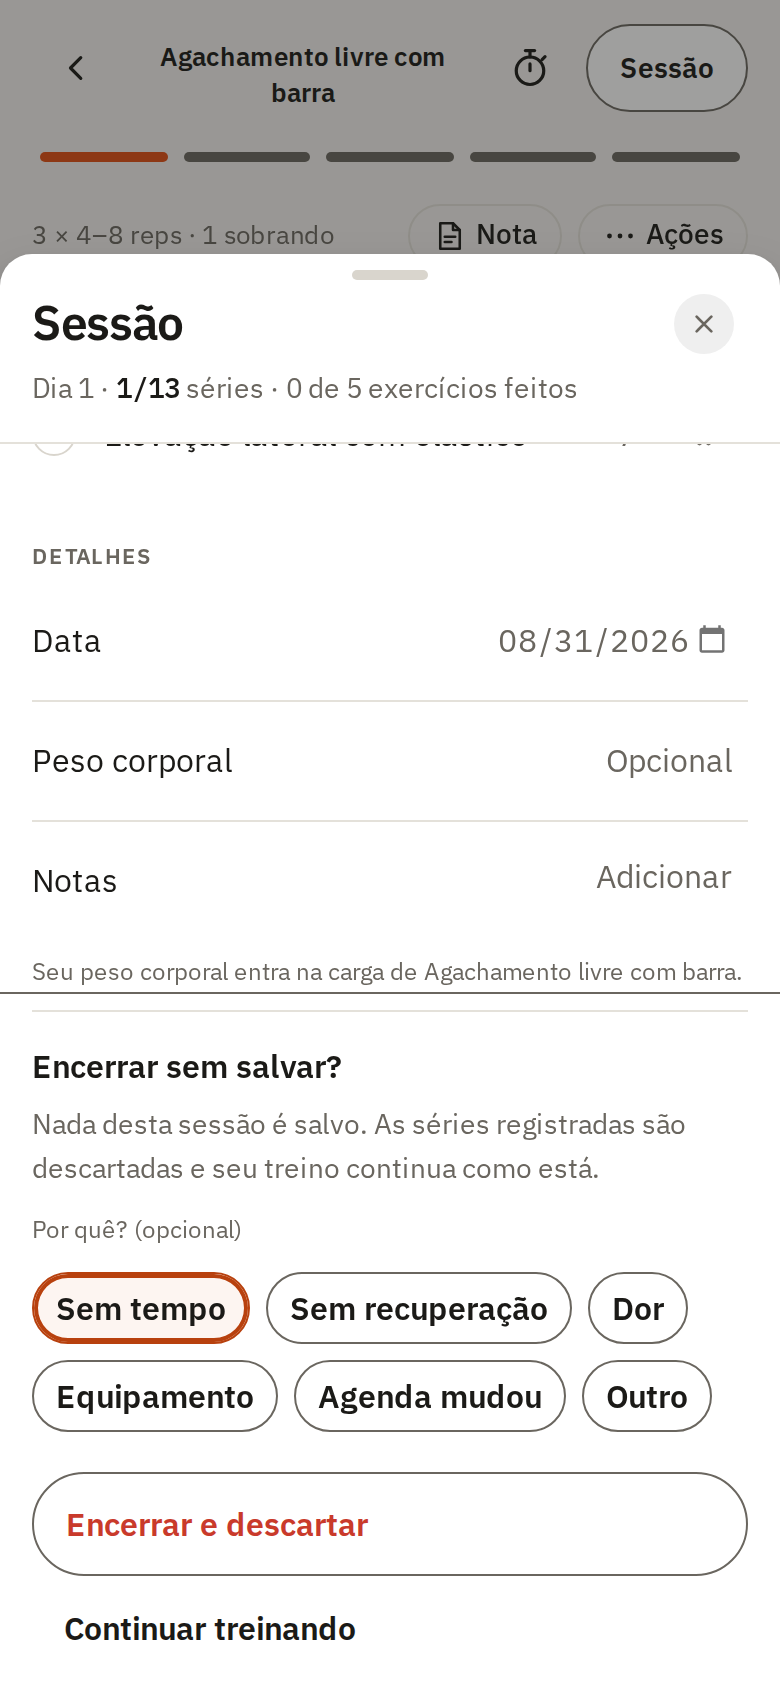 Agachamento livre com
barra
Sessão
3 × 4–8 reps · 1 sobrando
Nota
Ações
Sessão
Dia 1 · 1/13 séries · 0 de 5 exercícios feitos
Elevação lateral com elástico
DETALHES
Data
08/31/2026
Peso corporal
Opcional
Notas
Adicionar
Seu peso corporal entra na carga de Agachamento livre com barra.
Encerrar sem salvar?
Nada desta sessão é salvo. As séries registradas são
descartadas e seu treino continua como está.
Por quê? (opcional)
Sem tempo
Sem recuperação
Dor
Equipamento
Agenda mudou
Outro
Encerrar e descartar
Continuar treinando